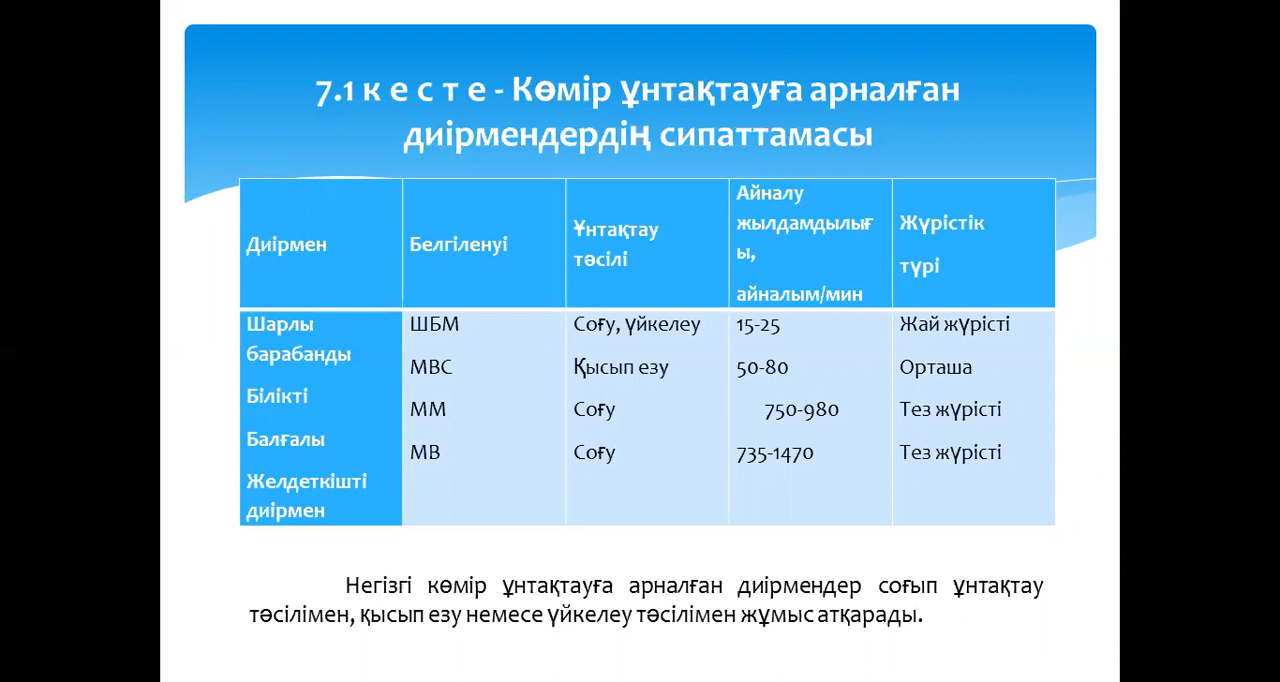 7.1 к е с т е - Көмір ұнтақтауға арналған
диірмендердің сипаттамасы
Диірмен
Белгіленуі
Ұнтақтау
тәсілі
Айналу
жылдамдылығ
ы,
айналым/мин
Жүрістік
түрі
Шарлы
барабанды
Білікті
Балғалы
Желдеткішті
диірмен
ШБМ
МВС
ММ
МВ
Соғу, үйкелеу
Қысып езу
Соғу
Соғу
15-25
50-80
750-980
735-1470
Жай жүрісті
Орташа
Тез жүрісті
Тез жүрісті
Негізгі көмір ұнтақтауға арналған диірмендер соғып ұнтақтау
тәсілімен, қысып езу немесе үйкелеу тәсілімен жұмыс атқарады.